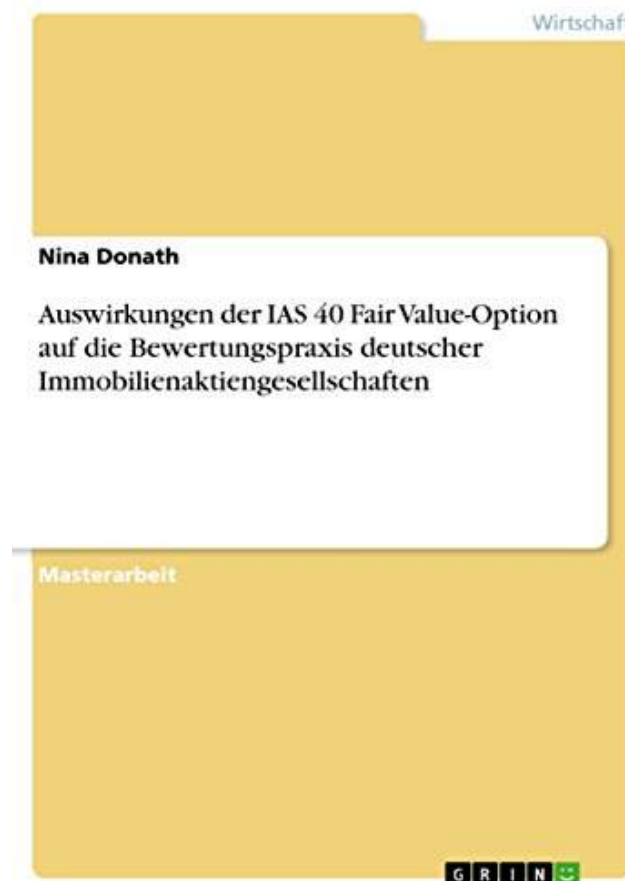 Wirtschaf
Nina Donath
Auswirkungen der IAS 40 Fair Value-Option
auf die Bewertungspraxis deutscher
Immobilienaktiengesellschaften
Masterarbeit
GRIN